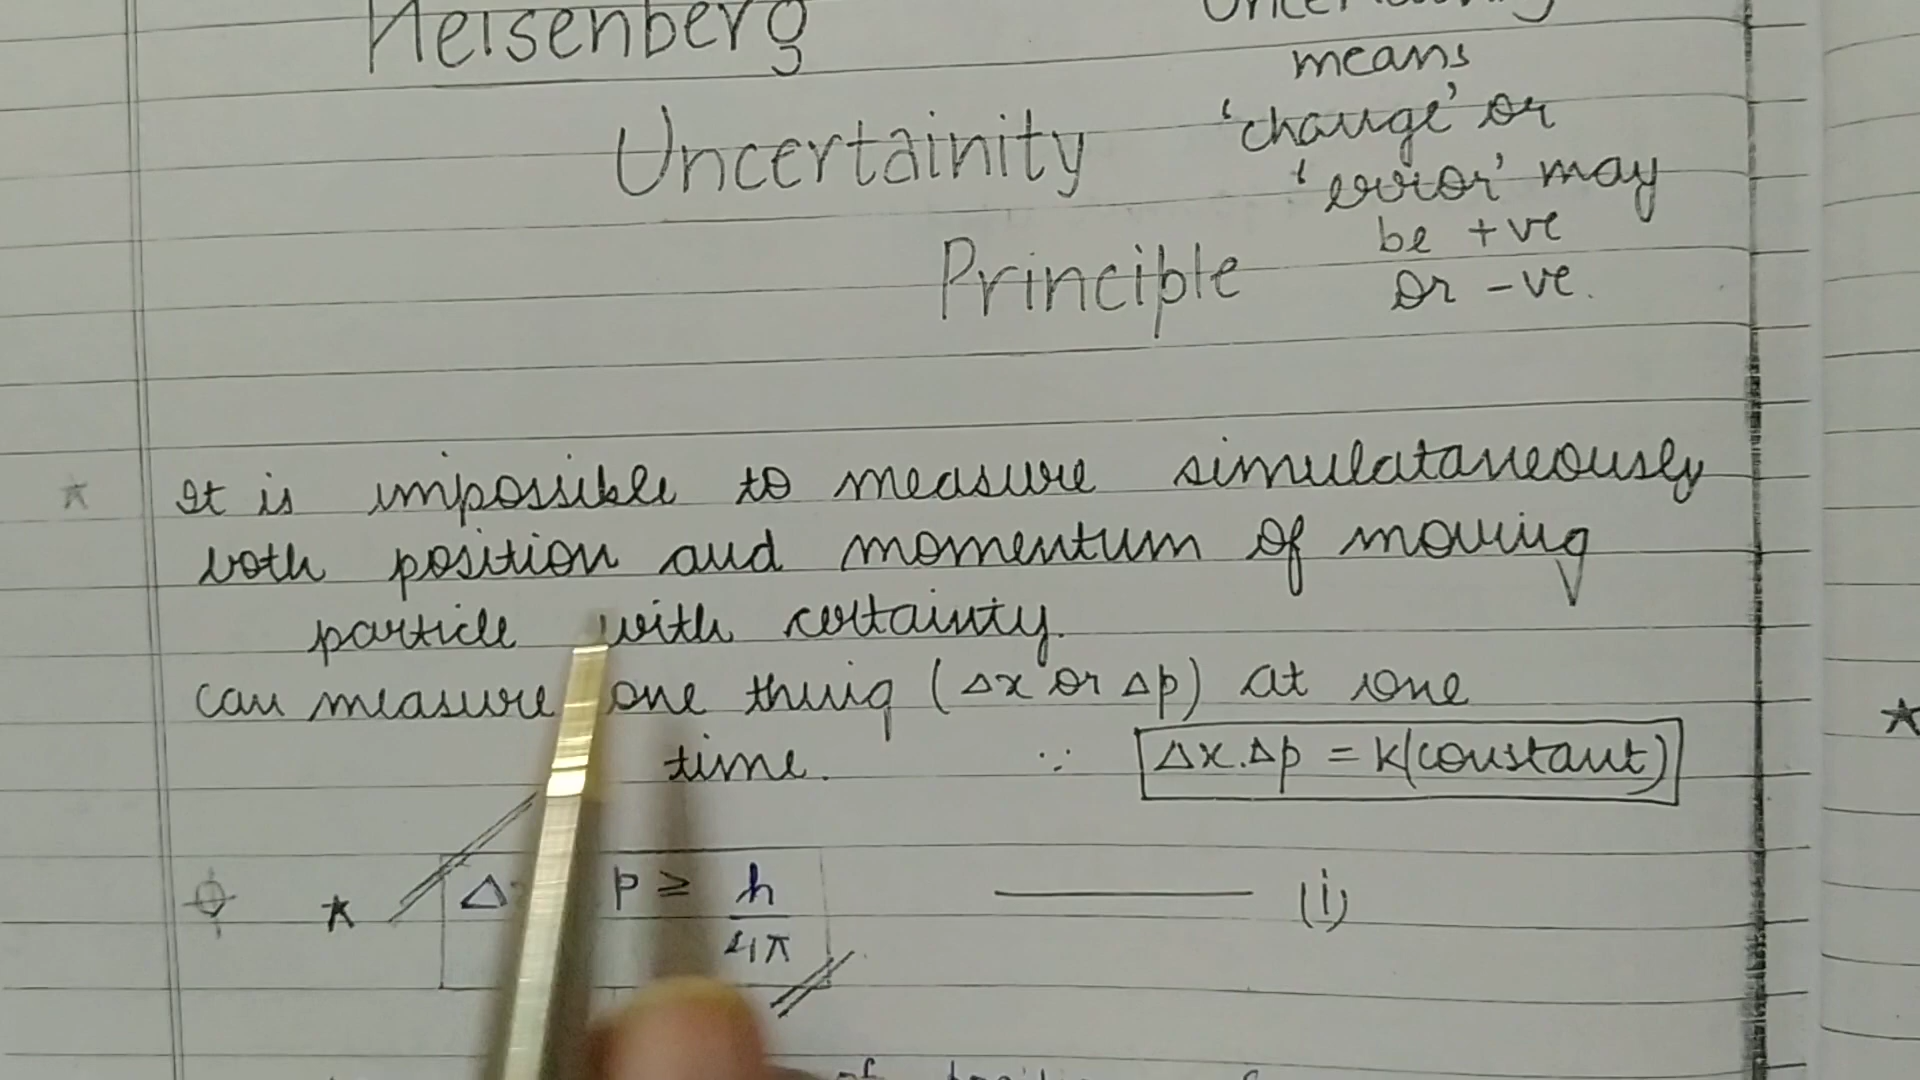 Heisenberg
Uncertainity
Principle
Uncertainity
means
'change' or
'error' may
be +ve
or -ve.
It is impossible to measure simulataneously
both position and momentum of moving
particle with certainty.
can measure one thing (Δx or Δp) at one
time. ∵ Δx.Δp = K(constant)
Δ p ≥ h/4π (i)
of